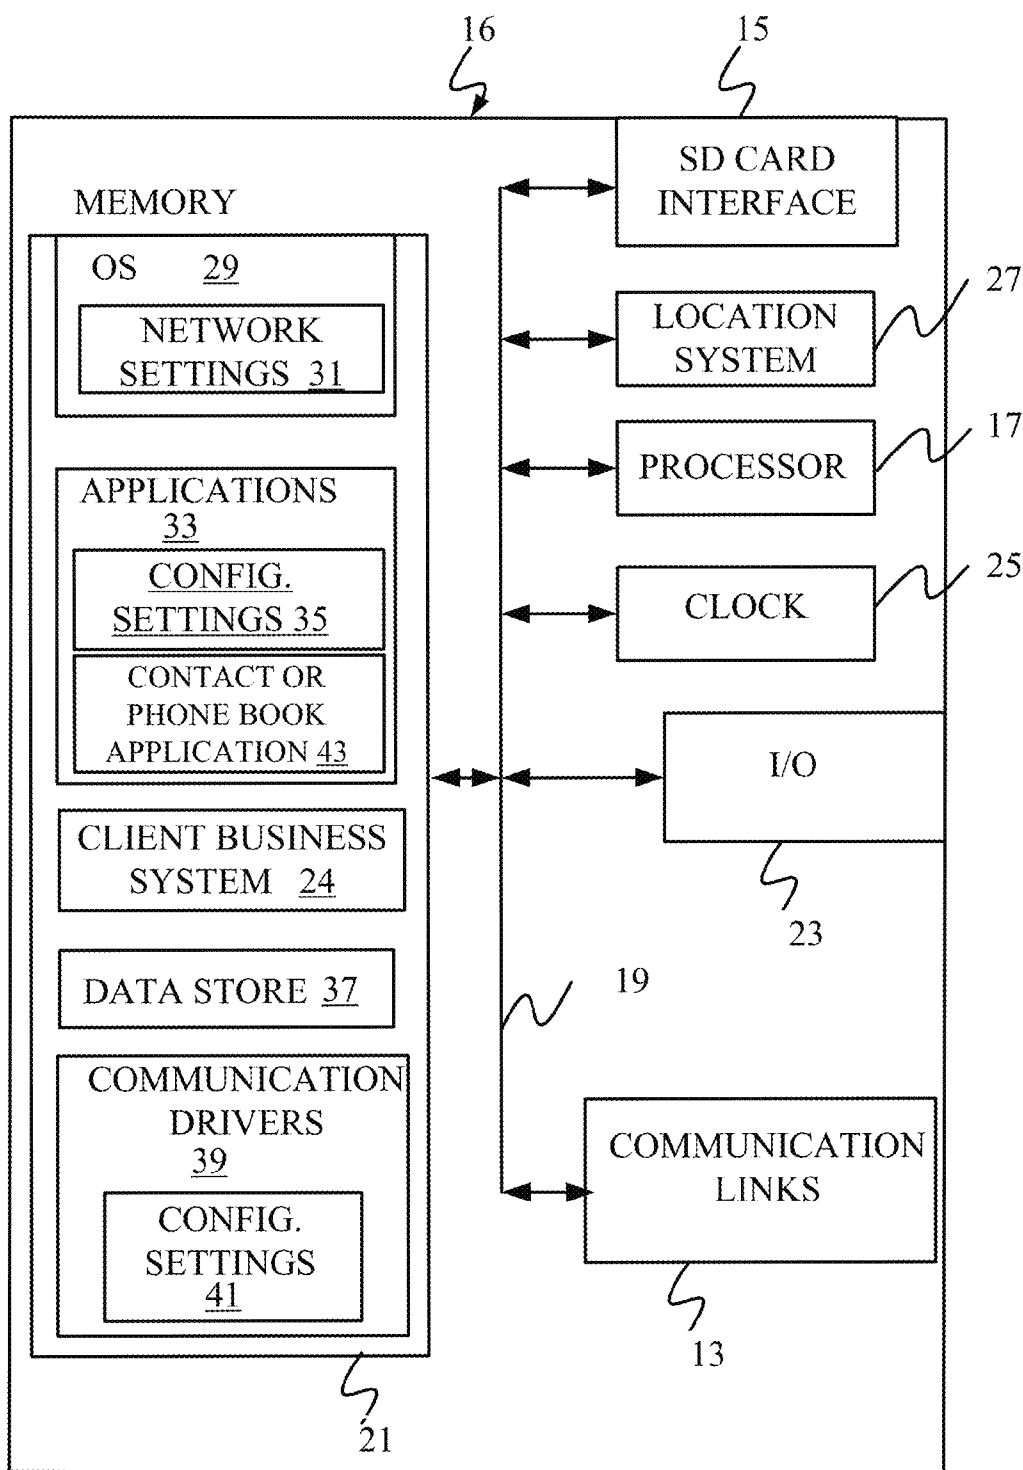 16
15
MEMORY
OS 29
NETWORK
SETTINGS 31
APPLICATIONS
33
CONFIG.
SETTINGS 35
CONTACT OR
PHONE BOOK
APPLICATION 43
CLIENT BUSINESS
SYSTEM 24
DATA STORE 37
COMMUNICATION
DRIVERS
39
CONFIG.
SETTINGS
41
21
SD CARD
INTERFACE
LOCATION
SYSTEM
27
PROCESSOR
17
CLOCK
25
I/O
23
19
COMMUNICATION
LINKS
13